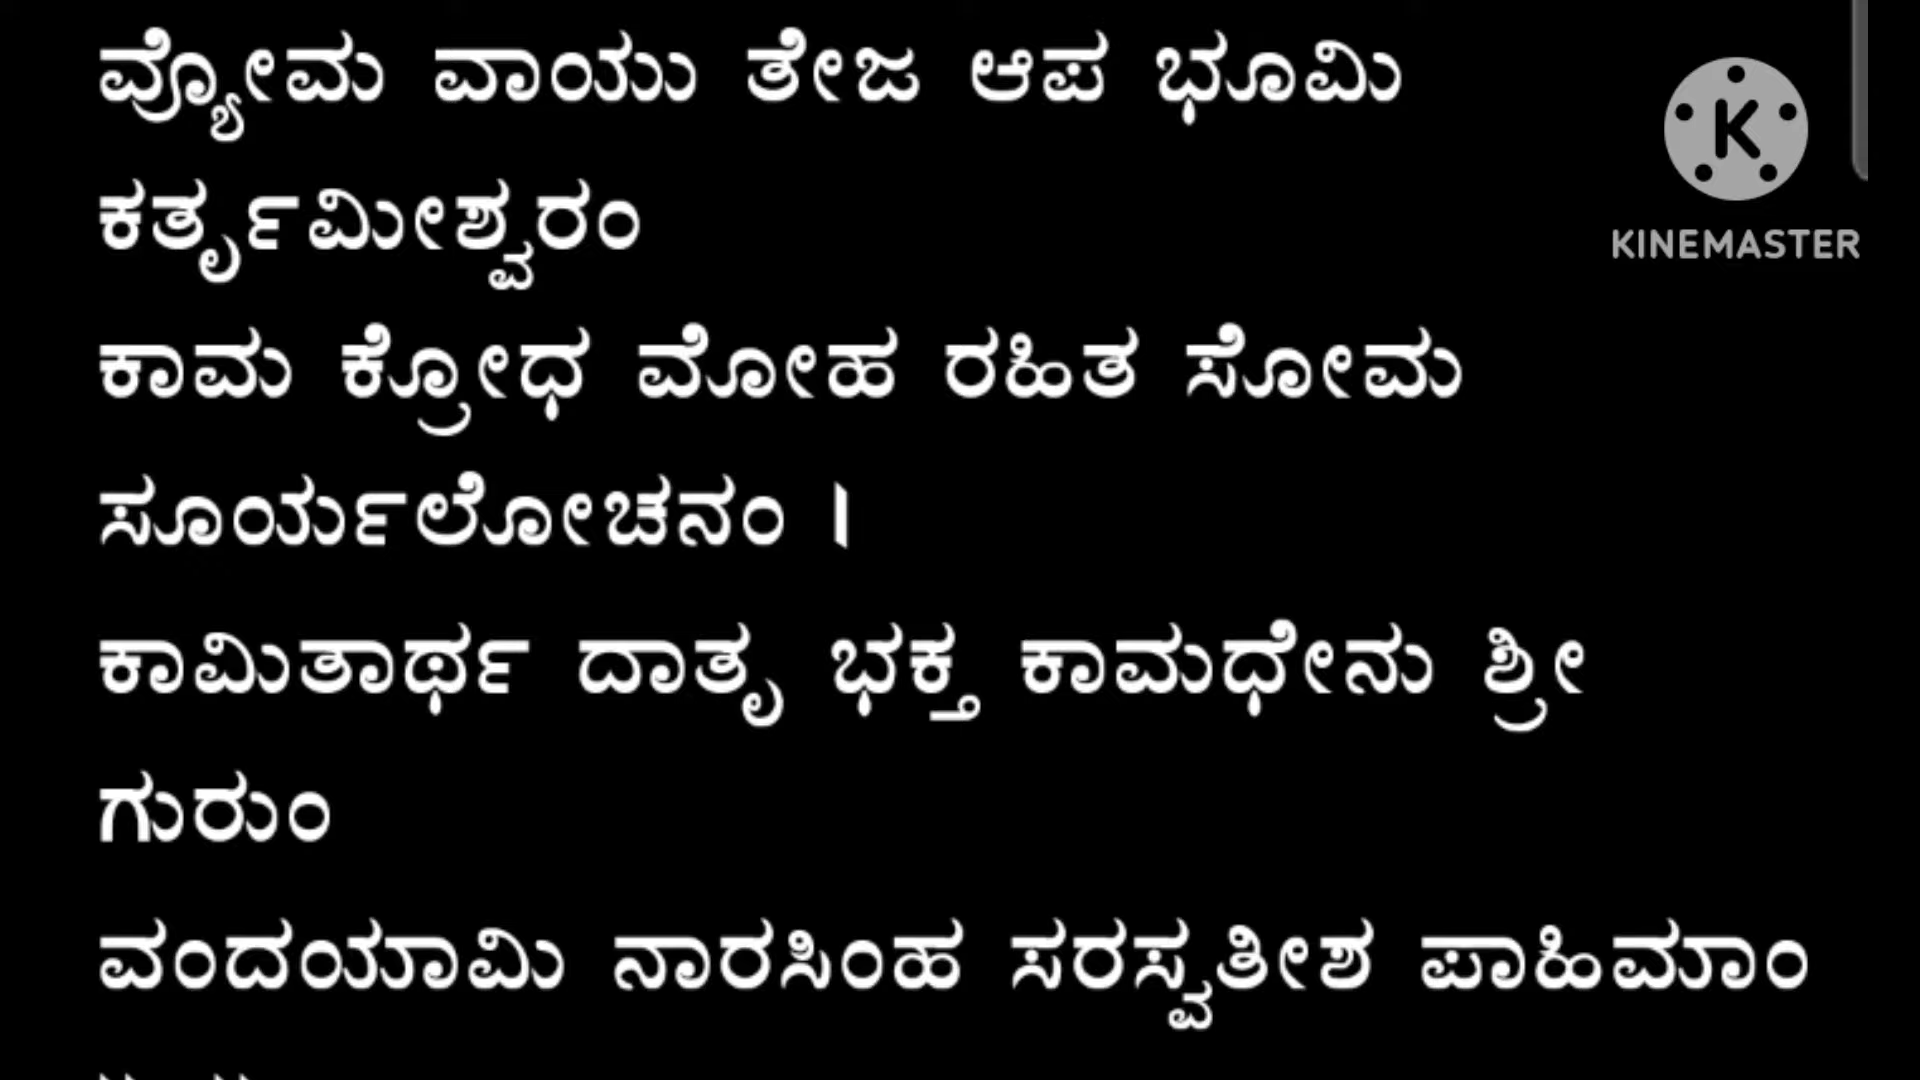 ವ್ಯೋಮ ವಾಯು ತೇಜ ಆಪ ಭೂಮಿ
ಕರ್ತೃಮೀಶ್ವರಂ
ಕಾಮ ಕ್ರೋಧ ಮೋಹ ರಹಿತ ಸೋಮ
ಸೂರ್ಯಲೋಚನಂ ।
ಕಾಮಿತಾರ್ಥ ದಾತೃ ಭಕ್ತ ಕಾಮಧೇನು ಶ್ರೀ
ಗುರುಂ
ವಂದಯಾಮಿ ನಾರಸಿಂಹ ಸರಸ್ವತೀಶ ಪಾಹಿಮಾಂ
K
KINEMASTER